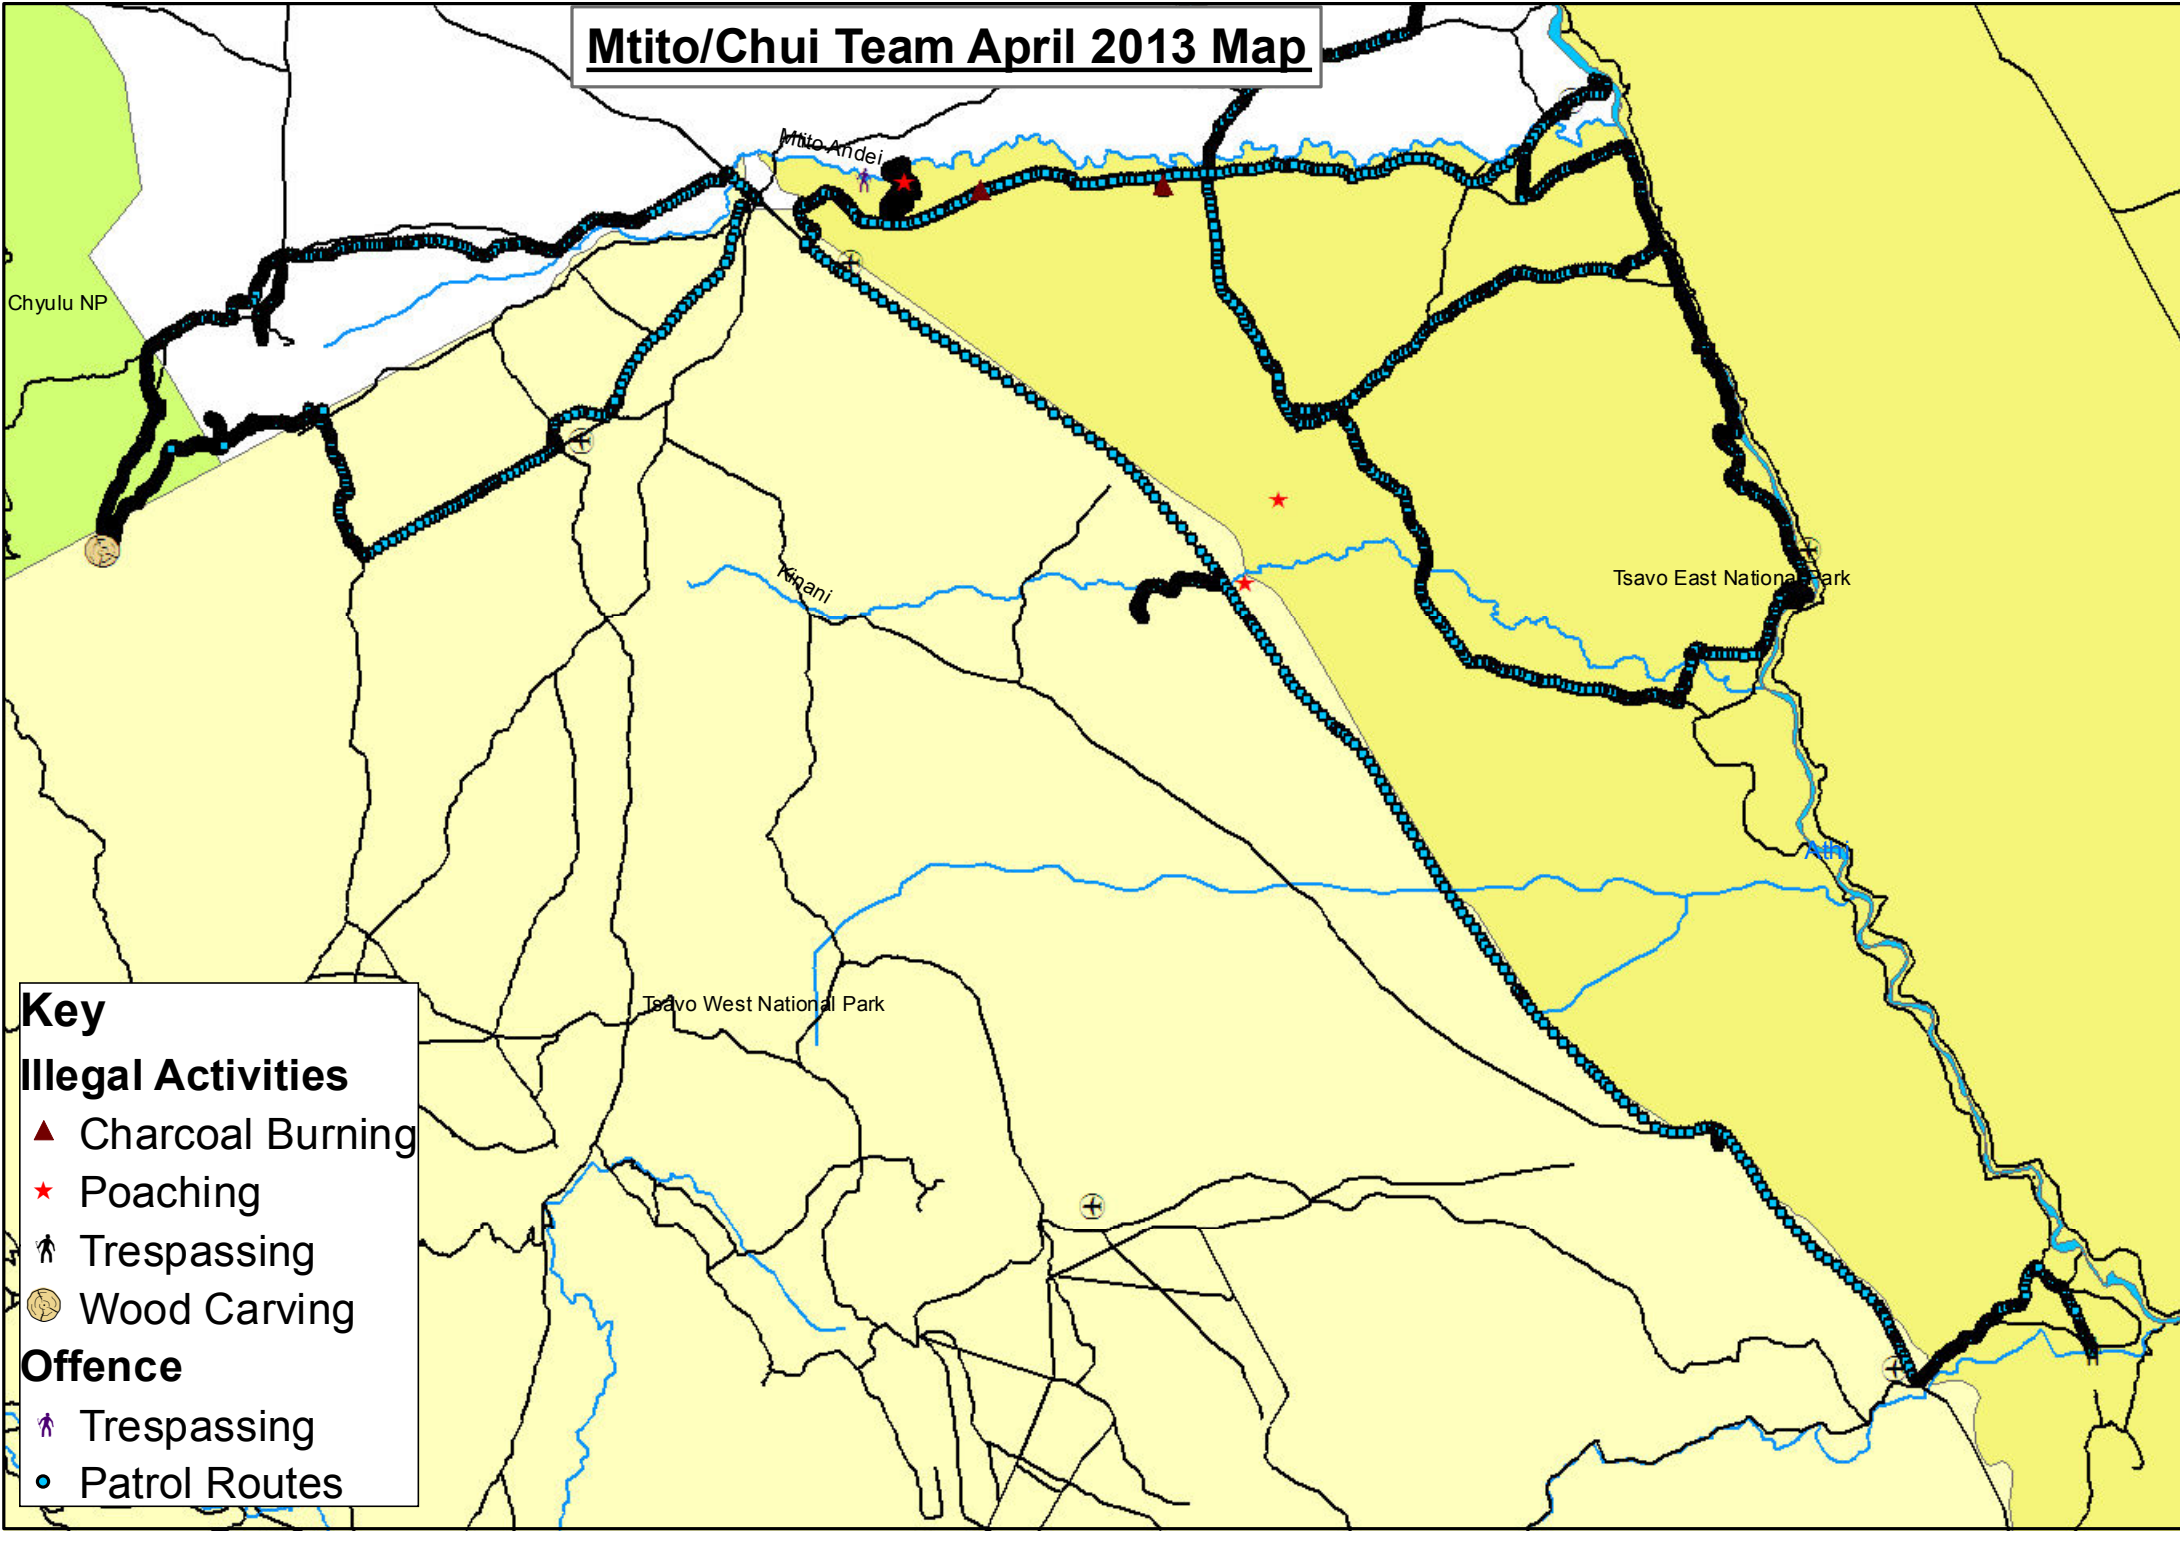 Mtito/Chui Team April 2013 Map
Mtito Andei
Chyulu NP
Kinani
Tsavo East National Park
Athi
Tsavo West National Park
Key
Illegal Activities
Charcoal Burning
Poaching
Trespassing
Wood Carving
Offence
Trespassing
Patrol Routes